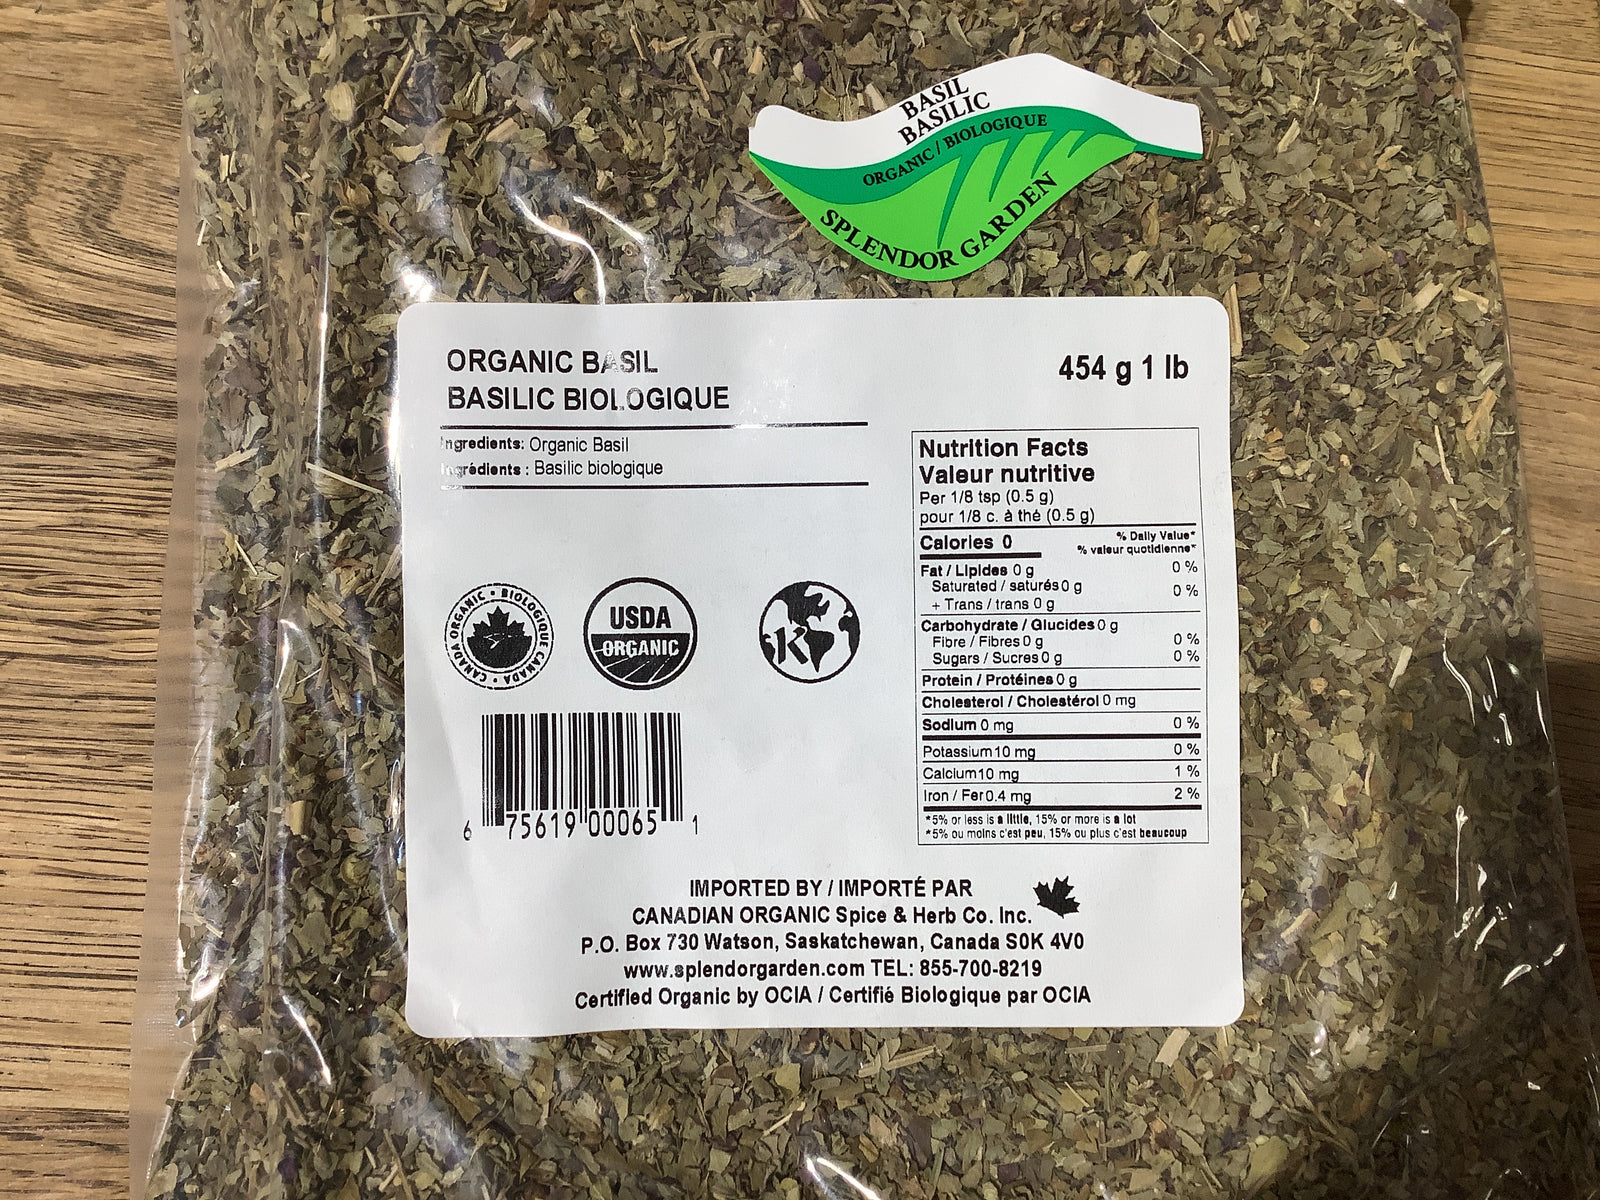 BASIL
BASILIC
ORGANIC / BIOLOGIQUE
SPLENDOR GARDEN
ORGANIC BASIL
BASILIC BIOLOGIQUE
454 g 1 lb
Ingredients: Organic Basil
Ingrédients : Basilic biologique
Nutrition Facts
Valeur nutritive
Per 1/8 tsp (0.5 g)
pour 1/8 c. à thé (0.5 g)
Calories 0
% Daily Value*
% valeur quotidienne*
Fat / Lipides 0 g 0 %
Saturated / saturés 0 g
+ Trans / trans 0 g 0 %
Carbohydrate / Glucides 0 g
Fibre / Fibres 0 g 0 %
Sugars / Sucres 0 g 0 %
Protein / Protéines 0 g
Cholesterol / Cholestérol 0 mg
Sodium 0 mg 0 %
Potassium 10 mg 0 %
Calcium 10 mg 1 %
Iron / Fer 0.4 mg 2 %
*5% or less is a little, 15% or more is a lot
*5% ou moins c'est peu, 15% ou plus c'est beaucoup
CANADA ORGANIC • BIOLOGIQUE CANADA •
USDA
ORGANIC
K
6 75619 00065 1
IMPORTED BY / IMPORTÉ PAR
CANADIAN ORGANIC Spice & Herb Co. Inc.
P.O. Box 730 Watson, Saskatchewan, Canada S0K 4V0
www.splendorgarden.com TEL: 855-700-8219
Certified Organic by OCIA / Certifié Biologique par OCIA